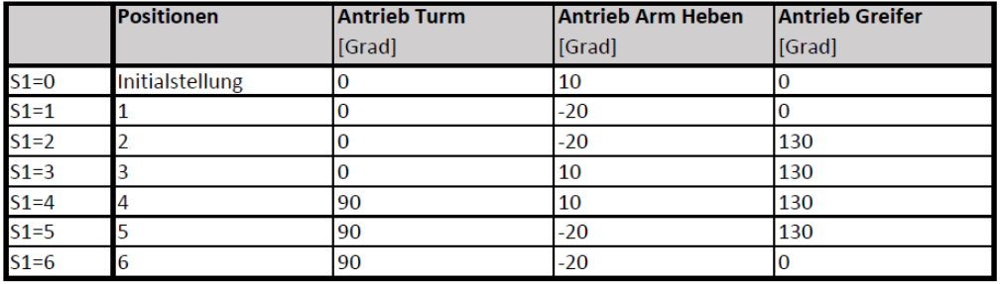 Positionen Antrieb Turm Antrieb Arm Heben Antrieb Greifer
[Grad] [Grad] [Grad]
S1=0 Initialstellung 0 10 0
S1=1 1 0 -20 0
S1=2 2 0 -20 130
S1=3 3 0 10 130
S1=4 4 90 10 130
S1=5 5 90 -20 130
S1=6 6 90 -20 0